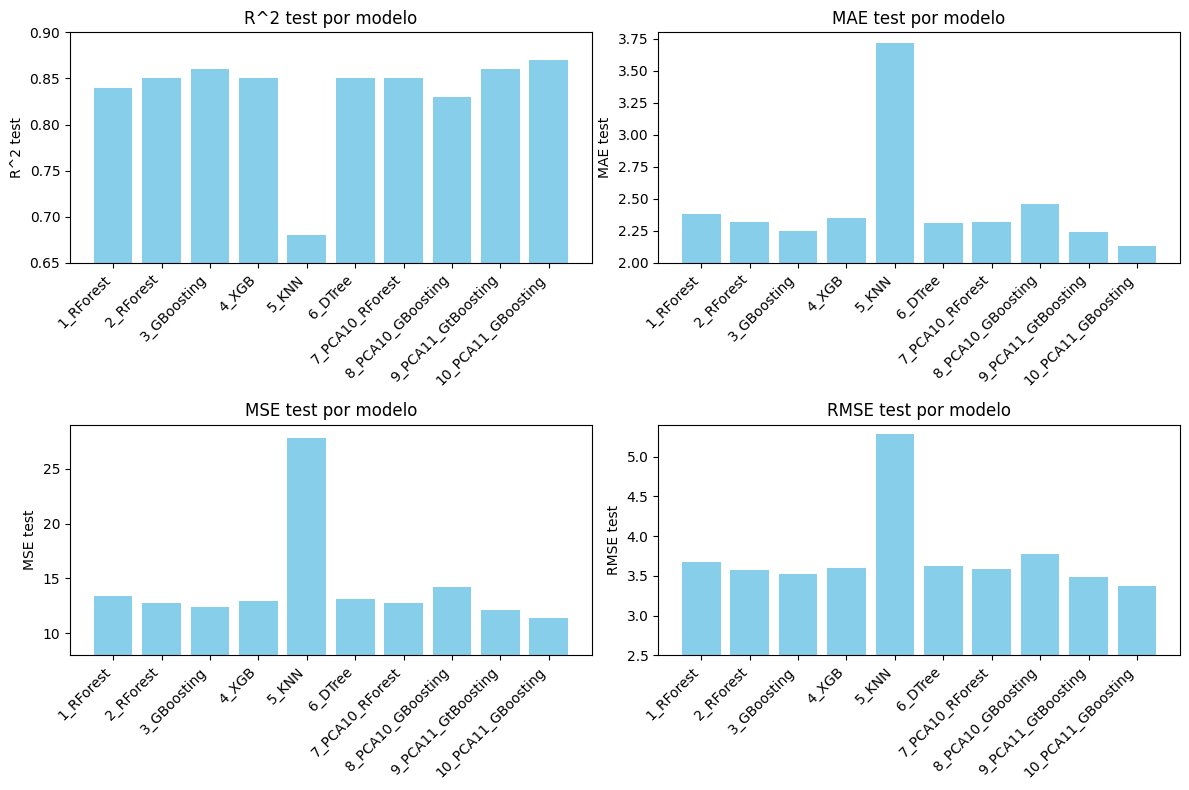 R^2 test por modelo
R^2 test
0.90
0.85
0.80
0.75
0.70
0.65
1_RForest
2_RForest
3_GBoosting
4_XGB
5_KNN
6_DTree
7_PCA10_RForest
8_PCA10_GBoosting
9_PCA11_GtBoosting
10_PCA11_GBoosting
MAE test por modelo
MAE test
3.75
3.50
3.25
3.00
2.75
2.50
2.25
2.00
1_RForest
2_RForest
3_GBoosting
4_XGB
5_KNN
6_DTree
7_PCA10_RForest
8_PCA10_GBoosting
9_PCA11_GtBoosting
10_PCA11_GBoosting
MSE test por modelo
MSE test
25
20
15
10
1_RForest
2_RForest
3_GBoosting
4_XGB
5_KNN
6_DTree
7_PCA10_RForest
8_PCA10_GBoosting
9_PCA11_GtBoosting
10_PCA11_GBoosting
RMSE test por modelo
RMSE test
5.0
4.5
4.0
3.5
3.0
2.5
1_RForest
2_RForest
3_GBoosting
4_XGB
5_KNN
6_DTree
7_PCA10_RForest
8_PCA10_GBoosting
9_PCA11_GtBoosting
10_PCA11_GBoosting